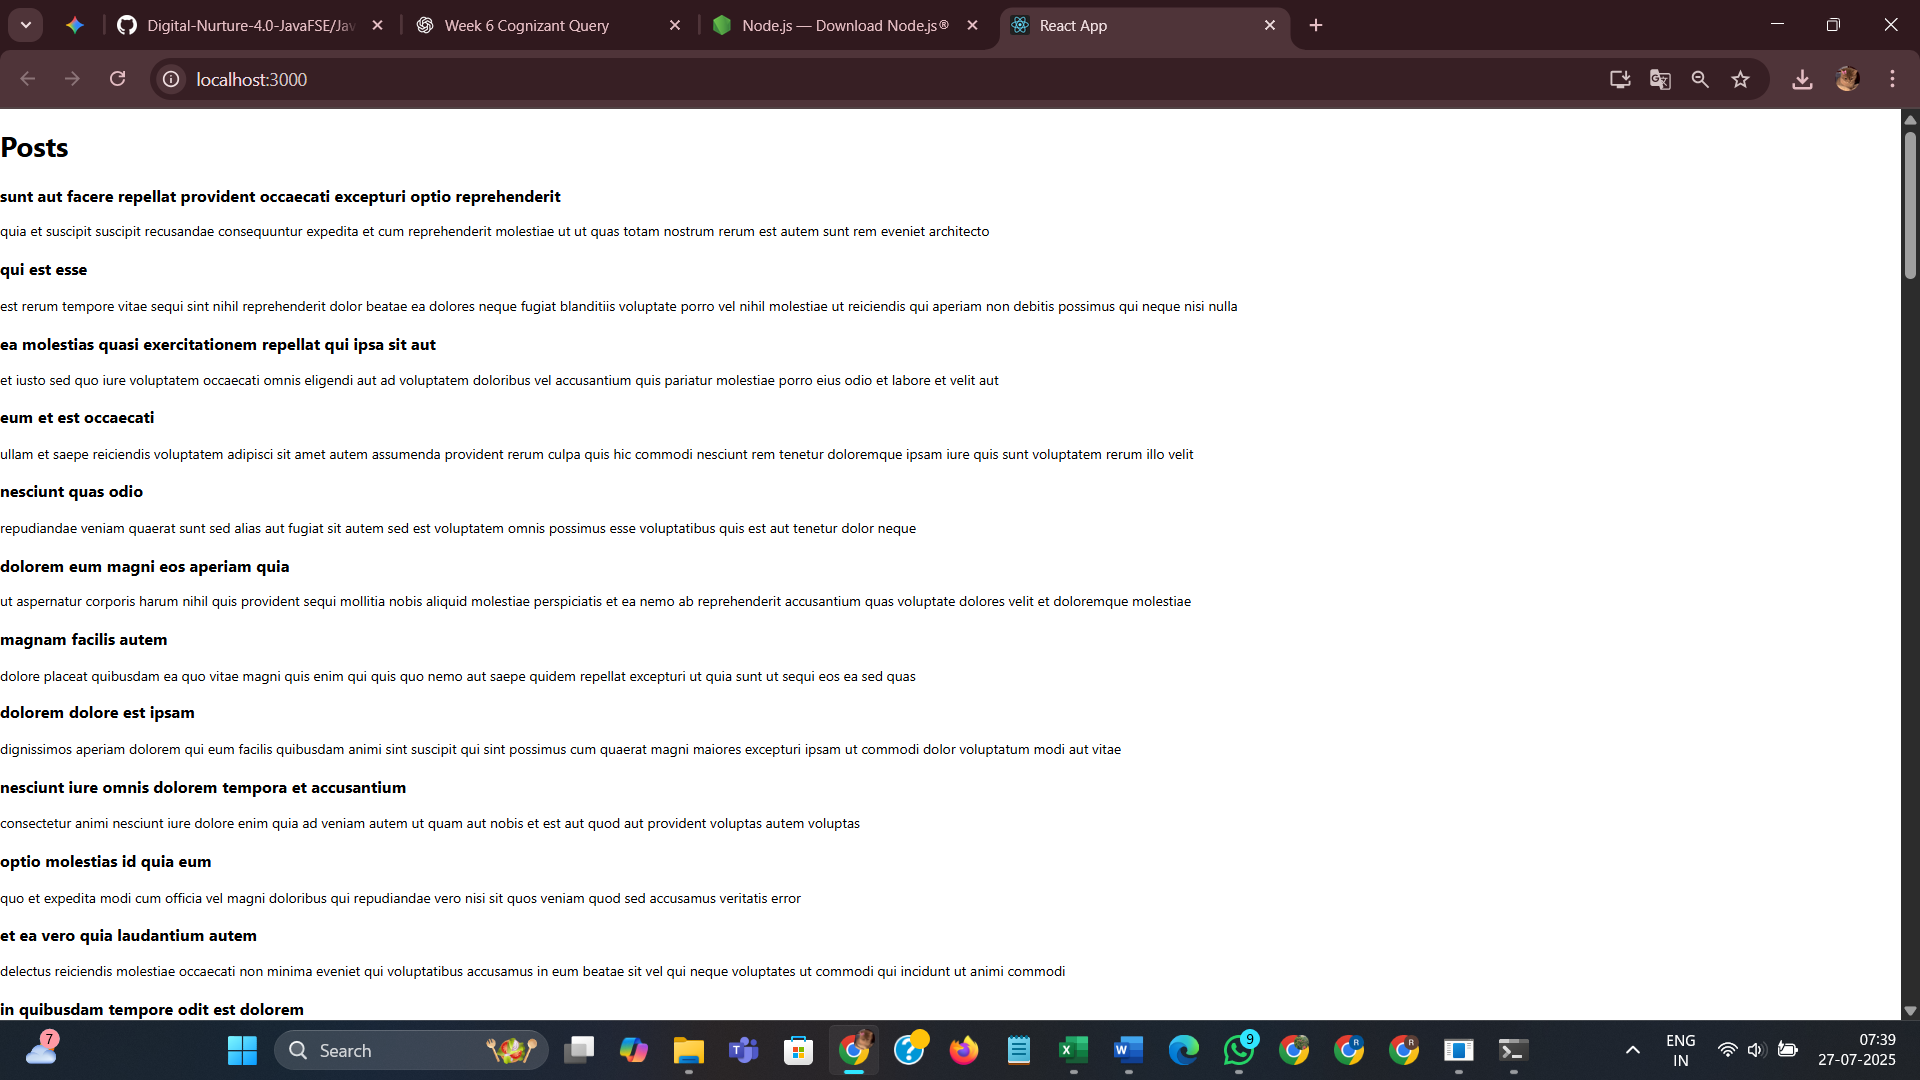 Digital-Nurture-4.0-JavaFSE/Jav
Week 6 Cognizant Query
Node.js — Download Node.js®
React App
localhost:3000
Posts
sunt aut facere repellat provident occaecati excepturi optio reprehenderit
quia et suscipit suscipit recusandae consequuntur expedita et cum reprehenderit molestiae ut ut quas totam nostrum rerum est autem sunt rem eveniet architecto
qui est esse
est rerum tempore vitae sequi sint nihil reprehenderit dolor beatae ea dolores neque fugiat blanditiis voluptate porro vel nihil molestiae ut reiciendis qui aperiam non debitis possimus qui neque nisi nulla
ea molestias quasi exercitationem repellat qui ipsa sit aut
et iusto sed quo iure voluptatem occaecati omnis eligendi aut ad voluptatem doloribus vel accusantium quis pariatur molestiae porro eius odio et labore et velit aut
eum et est occaecati
ullam et saepe reiciendis voluptatem adipisci sit amet autem assumenda provident rerum culpa quis hic commodi nesciunt rem tenetur doloremque ipsam iure quis sunt voluptatem rerum illo velit
nesciunt quas odio
repudiandae veniam quaerat sunt sed alias aut fugiat sit autem sed est voluptatem omnis possimus esse voluptatibus quis est aut tenetur dolor neque
dolorem eum magni eos aperiam quia
ut aspernatur corporis harum nihil quis provident sequi mollitia nobis aliquid molestiae perspiciatis et ea nemo ab reprehenderit accusantium quas voluptate dolores velit et doloremque molestiae
magnam facilis autem
dolore placeat quibusdam ea quo vitae magni quis enim qui quis quo nemo aut saepe quidem repellat excepturi ut quia sunt ut sequi eos ea sed quas
dolorem dolore est ipsam
dignissimos aperiam dolorem qui eum facilis quibusdam animi sint suscipit qui sint possimus cum quaerat magni maiores excepturi ipsam ut commodi dolor voluptatum modi aut vitae
nesciunt iure omnis dolorem tempora et accusantium
consectetur animi nesciunt iure dolore enim quia ad veniam autem ut quam aut nobis et est aut quod aut provident voluptas autem voluptas
optio molestias id quia eum
quo et expedita modi cum officia vel magni doloribus qui repudiandae vero nisi sit quos veniam quod sed accusamus veritatis error
et ea vero quia laudantium autem
delectus reiciendis molestiae occaecati non minima eveniet qui voluptatibus accusamus in eum beatae sit vel qui neque voluptates ut commodi qui incidunt ut animi commodi
in quibusdam tempore odit est dolorem
7
Search
9
R
R
ENG
IN
07:39
27-07-2025